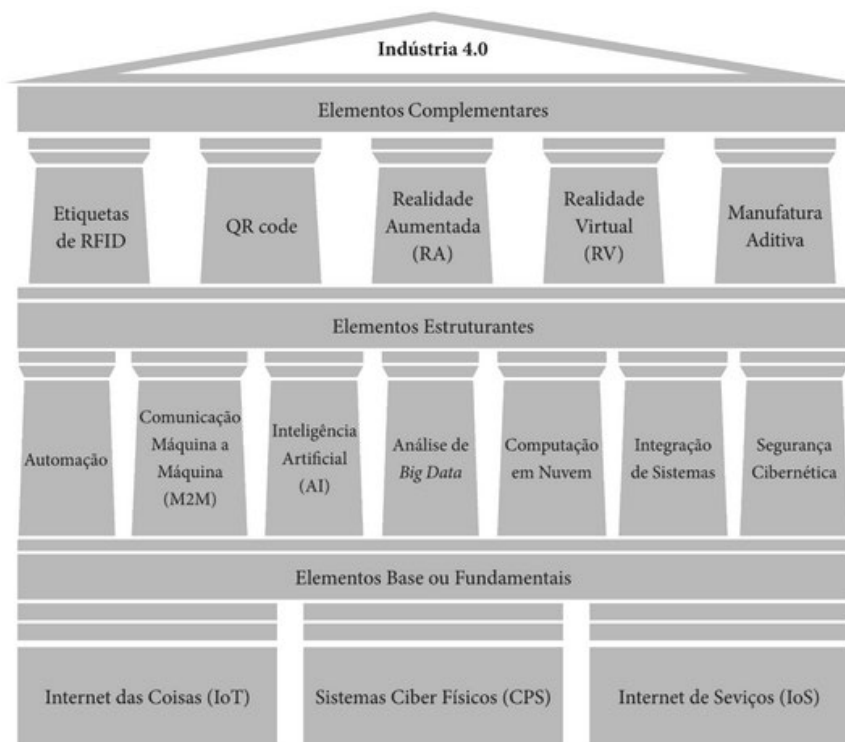 Indústria 4.0
Elementos Complementares
Etiquetas
de RFID
QR code
Realidade
Aumentada
(RA)
Realidade
Virtual
(RV)
Manufatura
Aditiva
Elementos Estruturantes
Automação
Comunicação
Máquina a
Máquina
(M2M)
Inteligência
Artificial
(AI)
Análise de
Big Data
Computação
em Nuvem
Integração
de Sistemas
Segurança
Cibernética
Elementos Base ou Fundamentais
Internet das Coisas (IoT)
Sistemas Ciber Físicos (CPS)
Internet de Seviços (IoS)